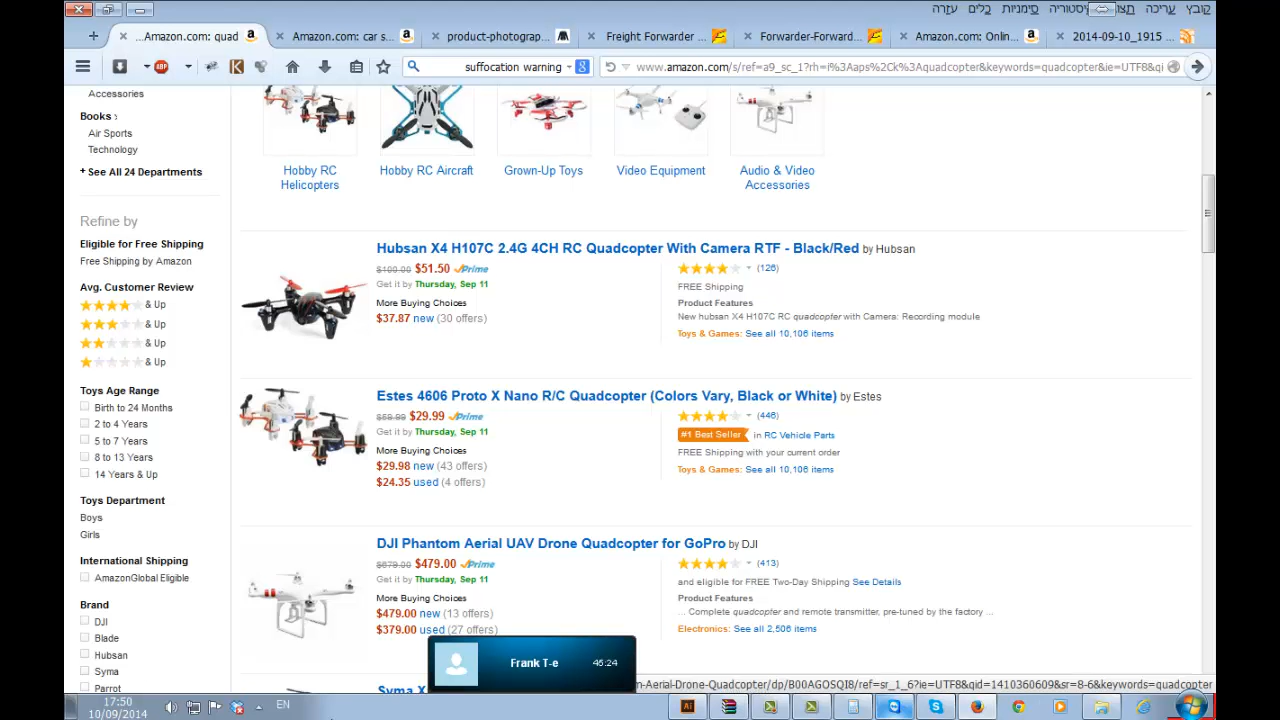 קובץ עריכה תצו יסטוריה סימניות כלים עזרה
...Amazon.com: quad
Amazon.com: car s...
product-photograp...
Freight Forwarder ...
Forwarder-Forward...
Amazon.com: Onlin...
2014-09-10_1915 ...
ABP
K
suffocation warning
g
www.amazon.com/s/ref=a9_sc_1?rh=i%3Aaps%2Ck%3Aquadcopter&keywords=quadcopter&ie=UTF8&qi
Accessories
Books
Air Sports
Technology
+ See All 24 Departments
Hobby RC Helicopters
Hobby RC Aircraft
Grown-Up Toys
Video Equipment
Audio & Video Accessories
Refine by
Eligible for Free Shipping
Free Shipping by Amazon
Avg. Customer Review
& Up
& Up
& Up
& Up
Toys Age Range
Birth to 24 Months
2 to 4 Years
5 to 7 Years
8 to 13 Years
14 Years & Up
Toys Department
Boys
Girls
International Shipping
AmazonGlobal Eligible
Brand
DJI
Blade
Hubsan
Syma
Parrot
Hubsan X4 H107C 2.4G 4CH RC Quadcopter With Camera RTF - Black/Red by Hubsan
$109.00 $51.50 Prime
Get it by Thursday, Sep 11
More Buying Choices
$37.87 new (30 offers)
(126)
FREE Shipping
Product Features
New hubsan X4 H107C RC quadcopter with Camera: Recording module
Toys & Games: See all 10,106 items
Estes 4606 Proto X Nano R/C Quadcopter (Colors Vary, Black or White) by Estes
$59.99 $29.99 Prime
Get it by Thursday, Sep 11
More Buying Choices
$29.98 new (43 offers)
$24.35 used (4 offers)
(446)
#1 Best Seller in RC Vehicle Parts
FREE Shipping with your current order
Toys & Games: See all 10,106 items
DJI Phantom Aerial UAV Drone Quadcopter for GoPro by DJI
$679.00 $479.00 Prime
Get it by Thursday, Sep 11
More Buying Choices
$479.00 new (13 offers)
$379.00 used (27 offers)
(413)
and eligible for FREE Two-Day Shipping See Details
Product Features
... Complete quadcopter and remote transmitter, pre-tuned by the factory ...
Electronics: See all 2,506 items
Syma X
Frank T-e 46:24
m-Aerial-Drone-Quadcopter/dp/B00AGOSQI8/ref=sr_1_6?ie=UTF8&qid=1410360609&sr=8-6&keywords=quadcopter
17:50
10/09/2014
EN
Ai